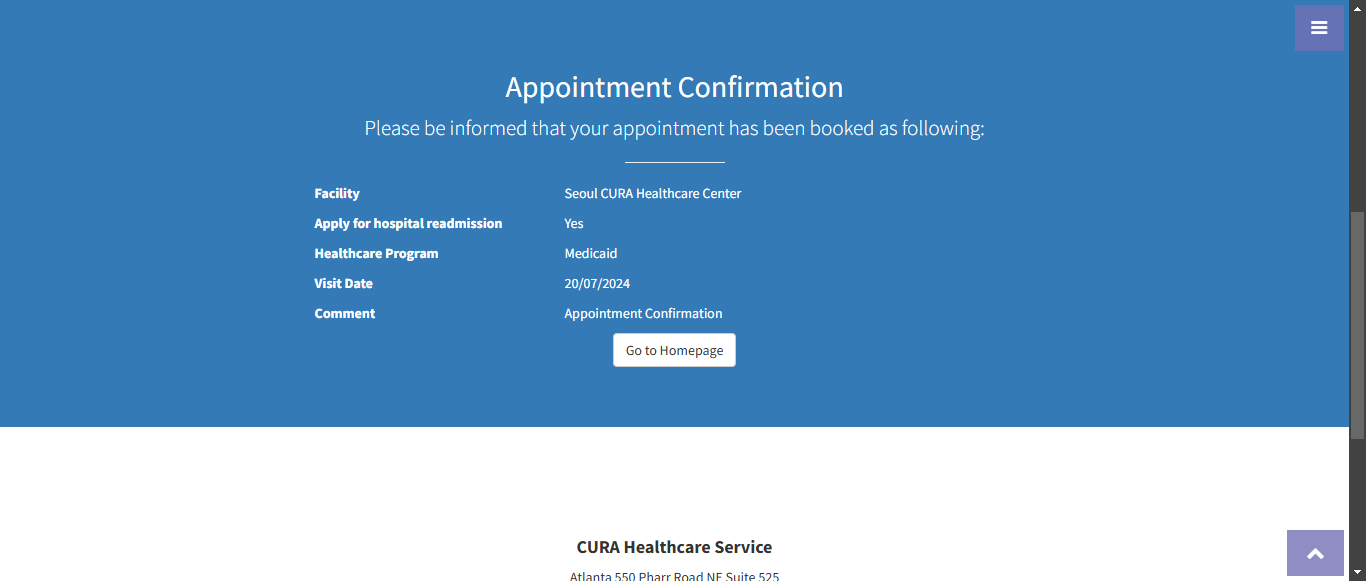 Appointment Confirmation
Please be informed that your appointment has been booked as following:
Facility Seoul CURA Healthcare Center
Apply for hospital readmission Yes
Healthcare Program Medicaid
Visit Date 20/07/2024
Comment Appointment Confirmation
Go to Homepage
CURA Healthcare Service
Atlanta 550 Pharr Road NE Suite 525